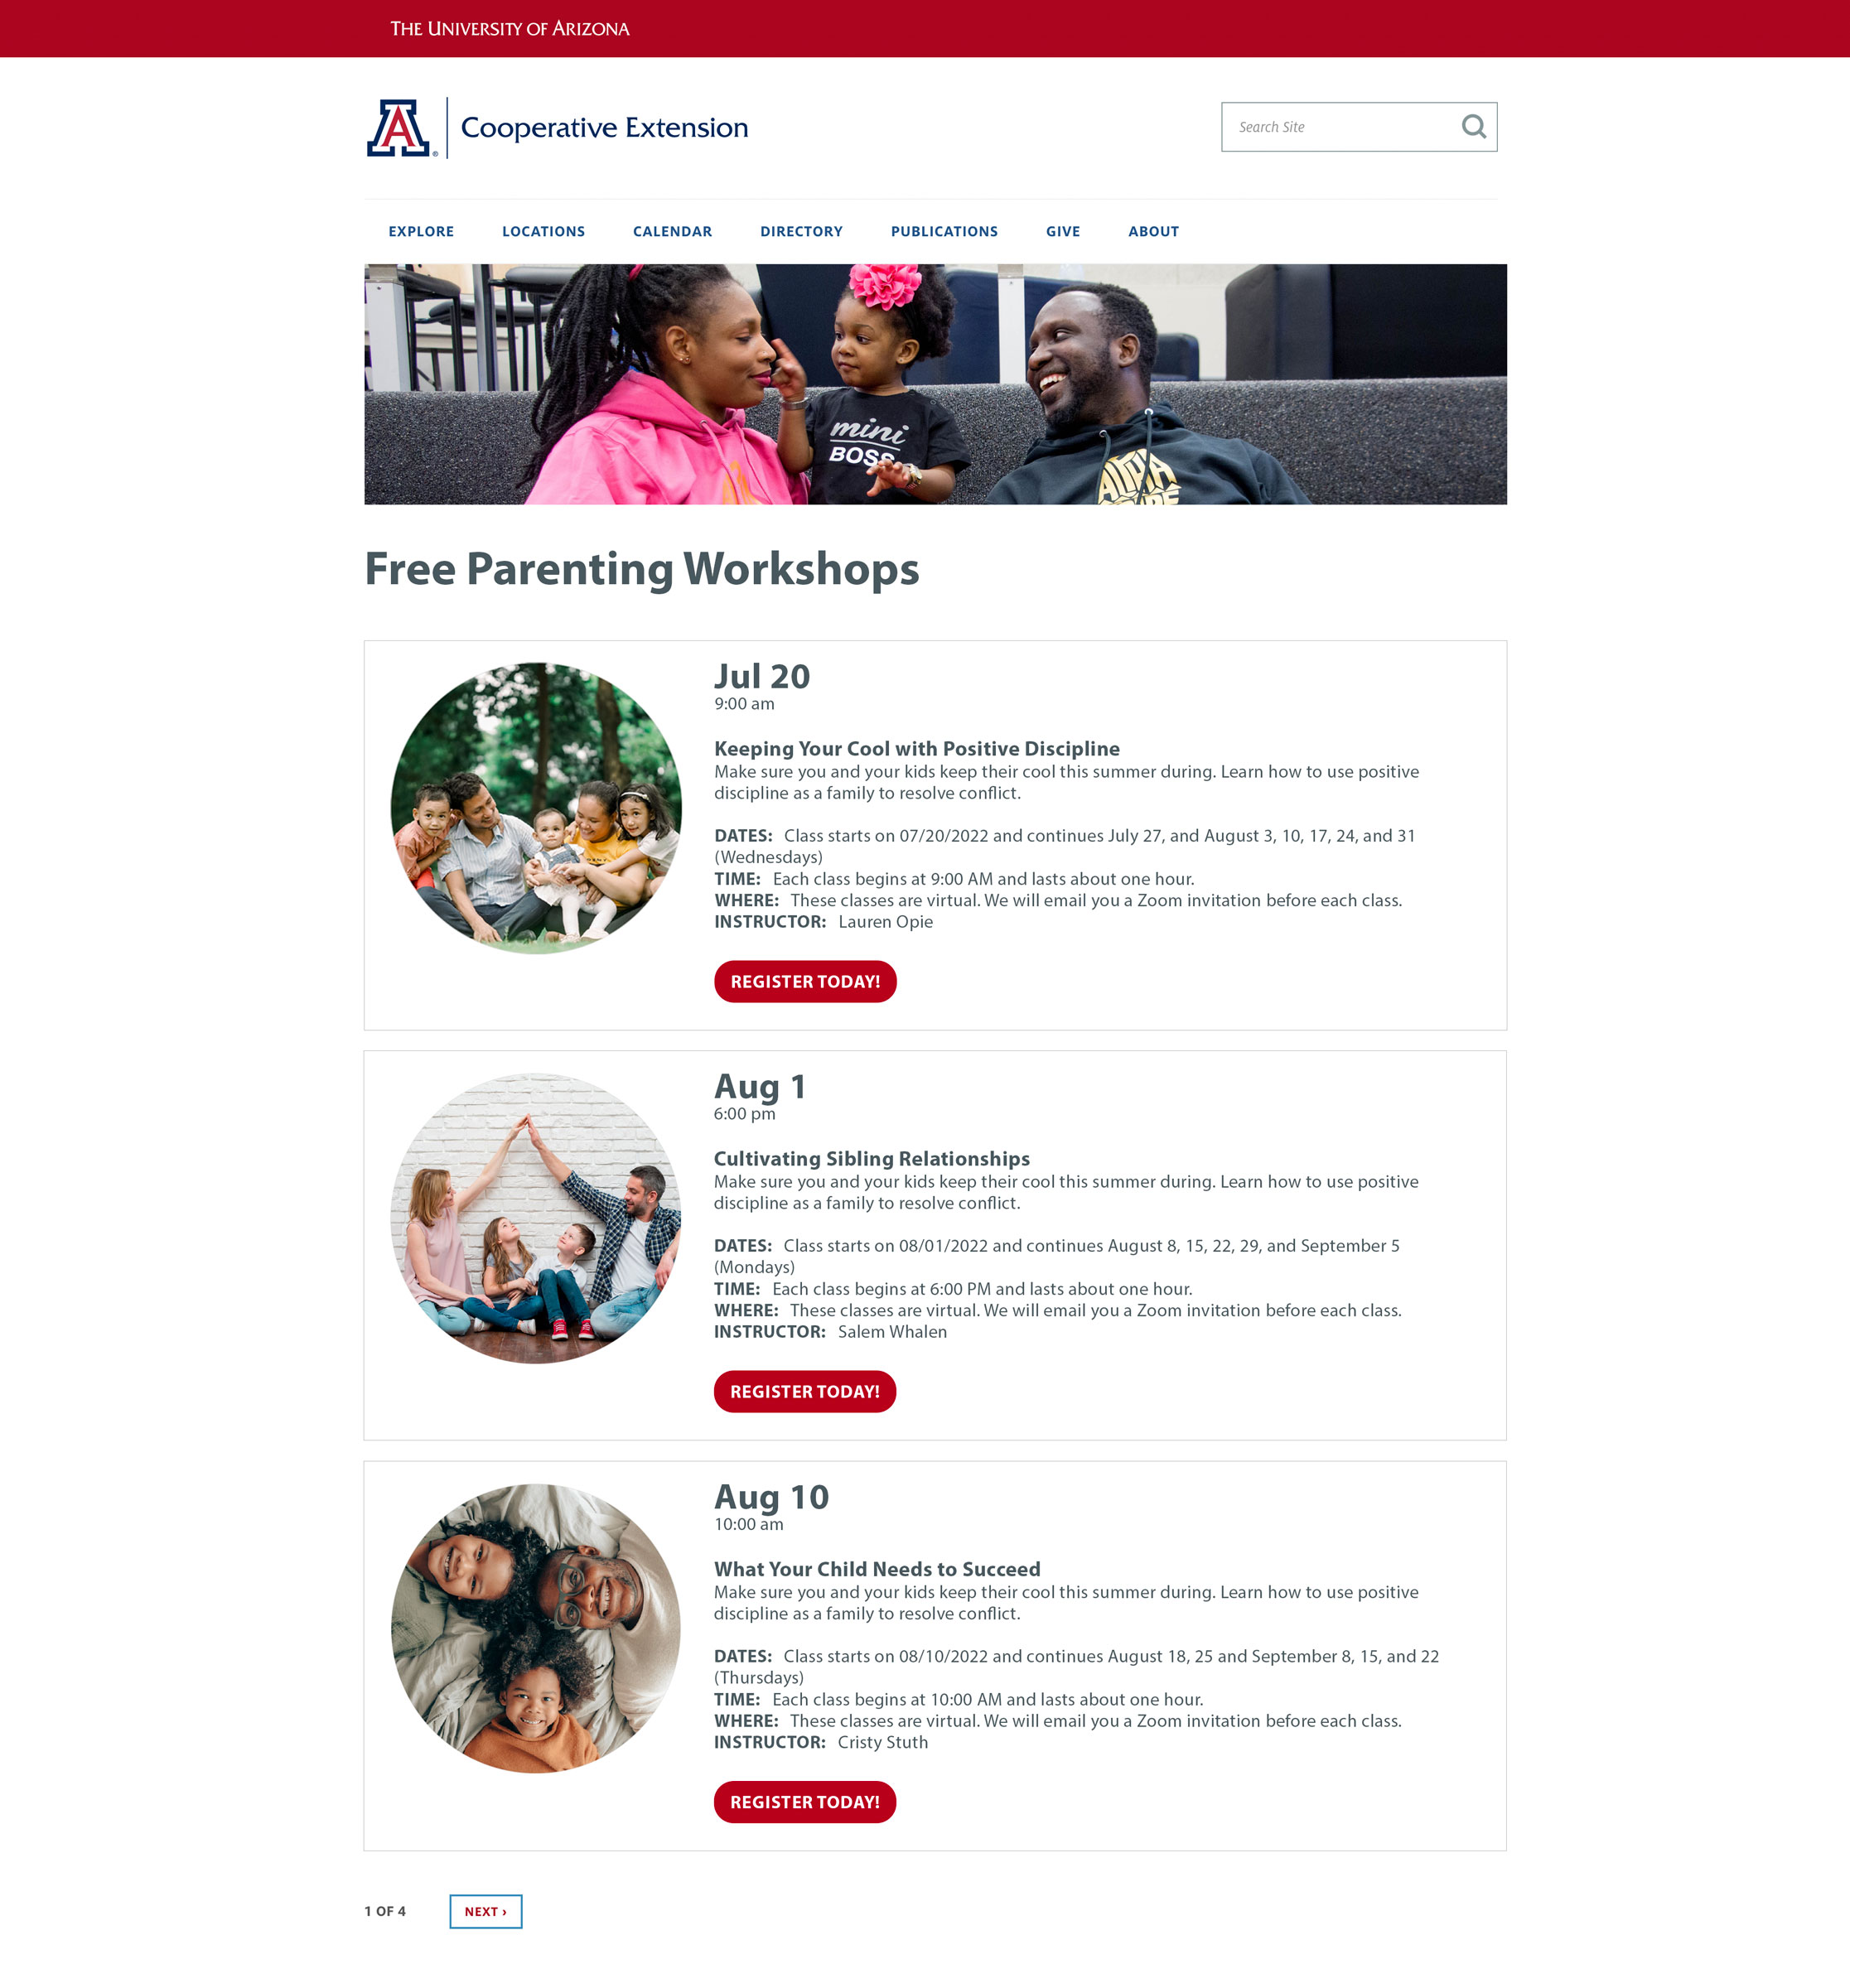 THE UNIVERSITY OF ARIZONA
A ® Cooperative Extension
Search Site
EXPLORE LOCATIONS CALENDAR DIRECTORY PUBLICATIONS GIVE ABOUT
mini
BOSS
ALPHA
Free Parenting Workshops
Jul 20
9:00 am
Keeping Your Cool with Positive Discipline
Make sure you and your kids keep their cool this summer during. Learn how to use positive
discipline as a family to resolve conflict.
DATES: Class starts on 07/20/2022 and continues July 27, and August 3, 10, 17, 24, and 31
(Wednesdays)
TIME: Each class begins at 9:00 AM and lasts about one hour.
WHERE: These classes are virtual. We will email you a Zoom invitation before each class.
INSTRUCTOR: Lauren Opie
REGISTER TODAY!
Aug 1
6:00 pm
Cultivating Sibling Relationships
Make sure you and your kids keep their cool this summer during. Learn how to use positive
discipline as a family to resolve conflict.
DATES: Class starts on 08/01/2022 and continues August 8, 15, 22, 29, and September 5
(Mondays)
TIME: Each class begins at 6:00 PM and lasts about one hour.
WHERE: These classes are virtual. We will email you a Zoom invitation before each class.
INSTRUCTOR: Salem Whalen
REGISTER TODAY!
Aug 10
10:00 am
What Your Child Needs to Succeed
Make sure you and your kids keep their cool this summer during. Learn how to use positive
discipline as a family to resolve conflict.
DATES: Class starts on 08/10/2022 and continues August 18, 25 and September 8, 15, and 22
(Thursdays)
TIME: Each class begins at 10:00 AM and lasts about one hour.
WHERE: These classes are virtual. We will email you a Zoom invitation before each class.
INSTRUCTOR: Cristy Stuth
REGISTER TODAY!
1 OF 4 NEXT ›